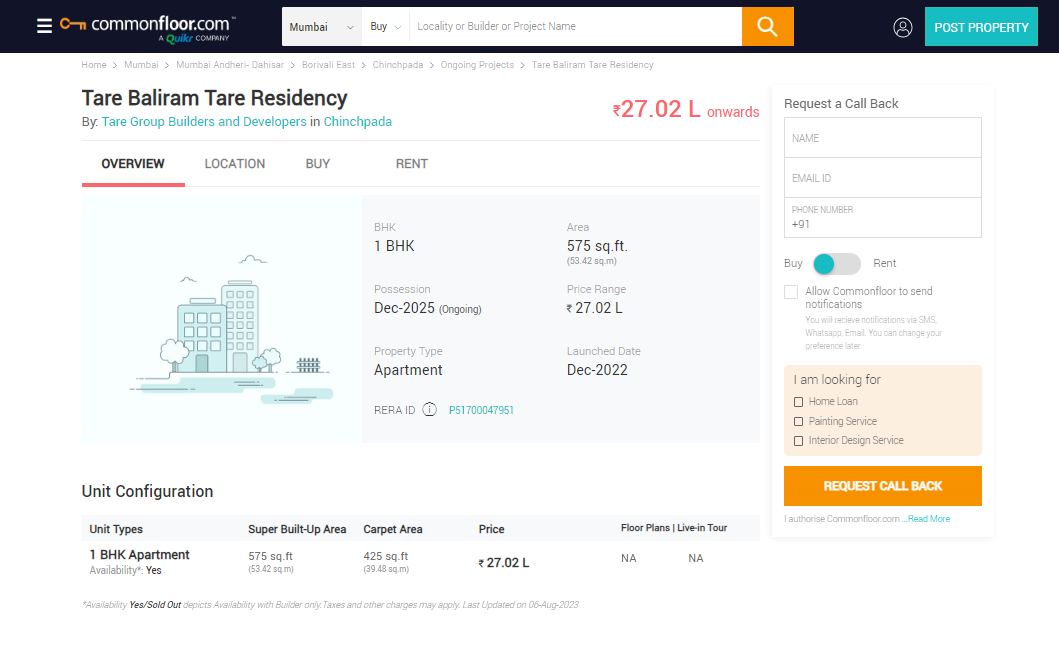 commonfloor.com™
A Quikr COMPANY
Mumbai
Buy
Locality or Builder or Project Name
POST PROPERTY
Home > Mumbai > Mumbai Andheri- Dahisar > Borivali East > Chinchpada > Ongoing Projects > Tare Baliram Tare Residency
Tare Baliram Tare Residency
By: Tare Group Builders and Developers in Chinchpada
₹27.02 L onwards
OVERVIEW
LOCATION
BUY
RENT
BHK
1 BHK
Area
575 sq.ft.
(53.42 sq.m)
Possession
Dec-2025 (Ongoing)
Price Range
₹ 27.02 L
Property Type
Apartment
Launched Date
Dec-2022
RERA ID i P51700047951
Unit Configuration
Unit Types Super Built-Up Area Carpet Area Price Floor Plans | Live-in Tour
1 BHK Apartment
Availability*: Yes
575 sq.ft
(53.42 sq.m)
425 sq.ft
(39.48 sq.m)
₹ 27.02 L
NA
NA
*Availability Yes/Sold Out depicts Availability with Builder only.Taxes and other charges may apply. Last Updated on 06-Aug-2023
Request a Call Back
NAME
EMAIL ID
PHONE NUMBER
+91
Buy Rent
Allow Commonfloor to send
notifications
You will recieve notifications via SMS,
Whatsapp, Email. You can change your
preference later.
I am looking for
Home Loan
Painting Service
Interior Design Service
REQUEST CALL BACK
I authorise Commonfloor.com ...Read More